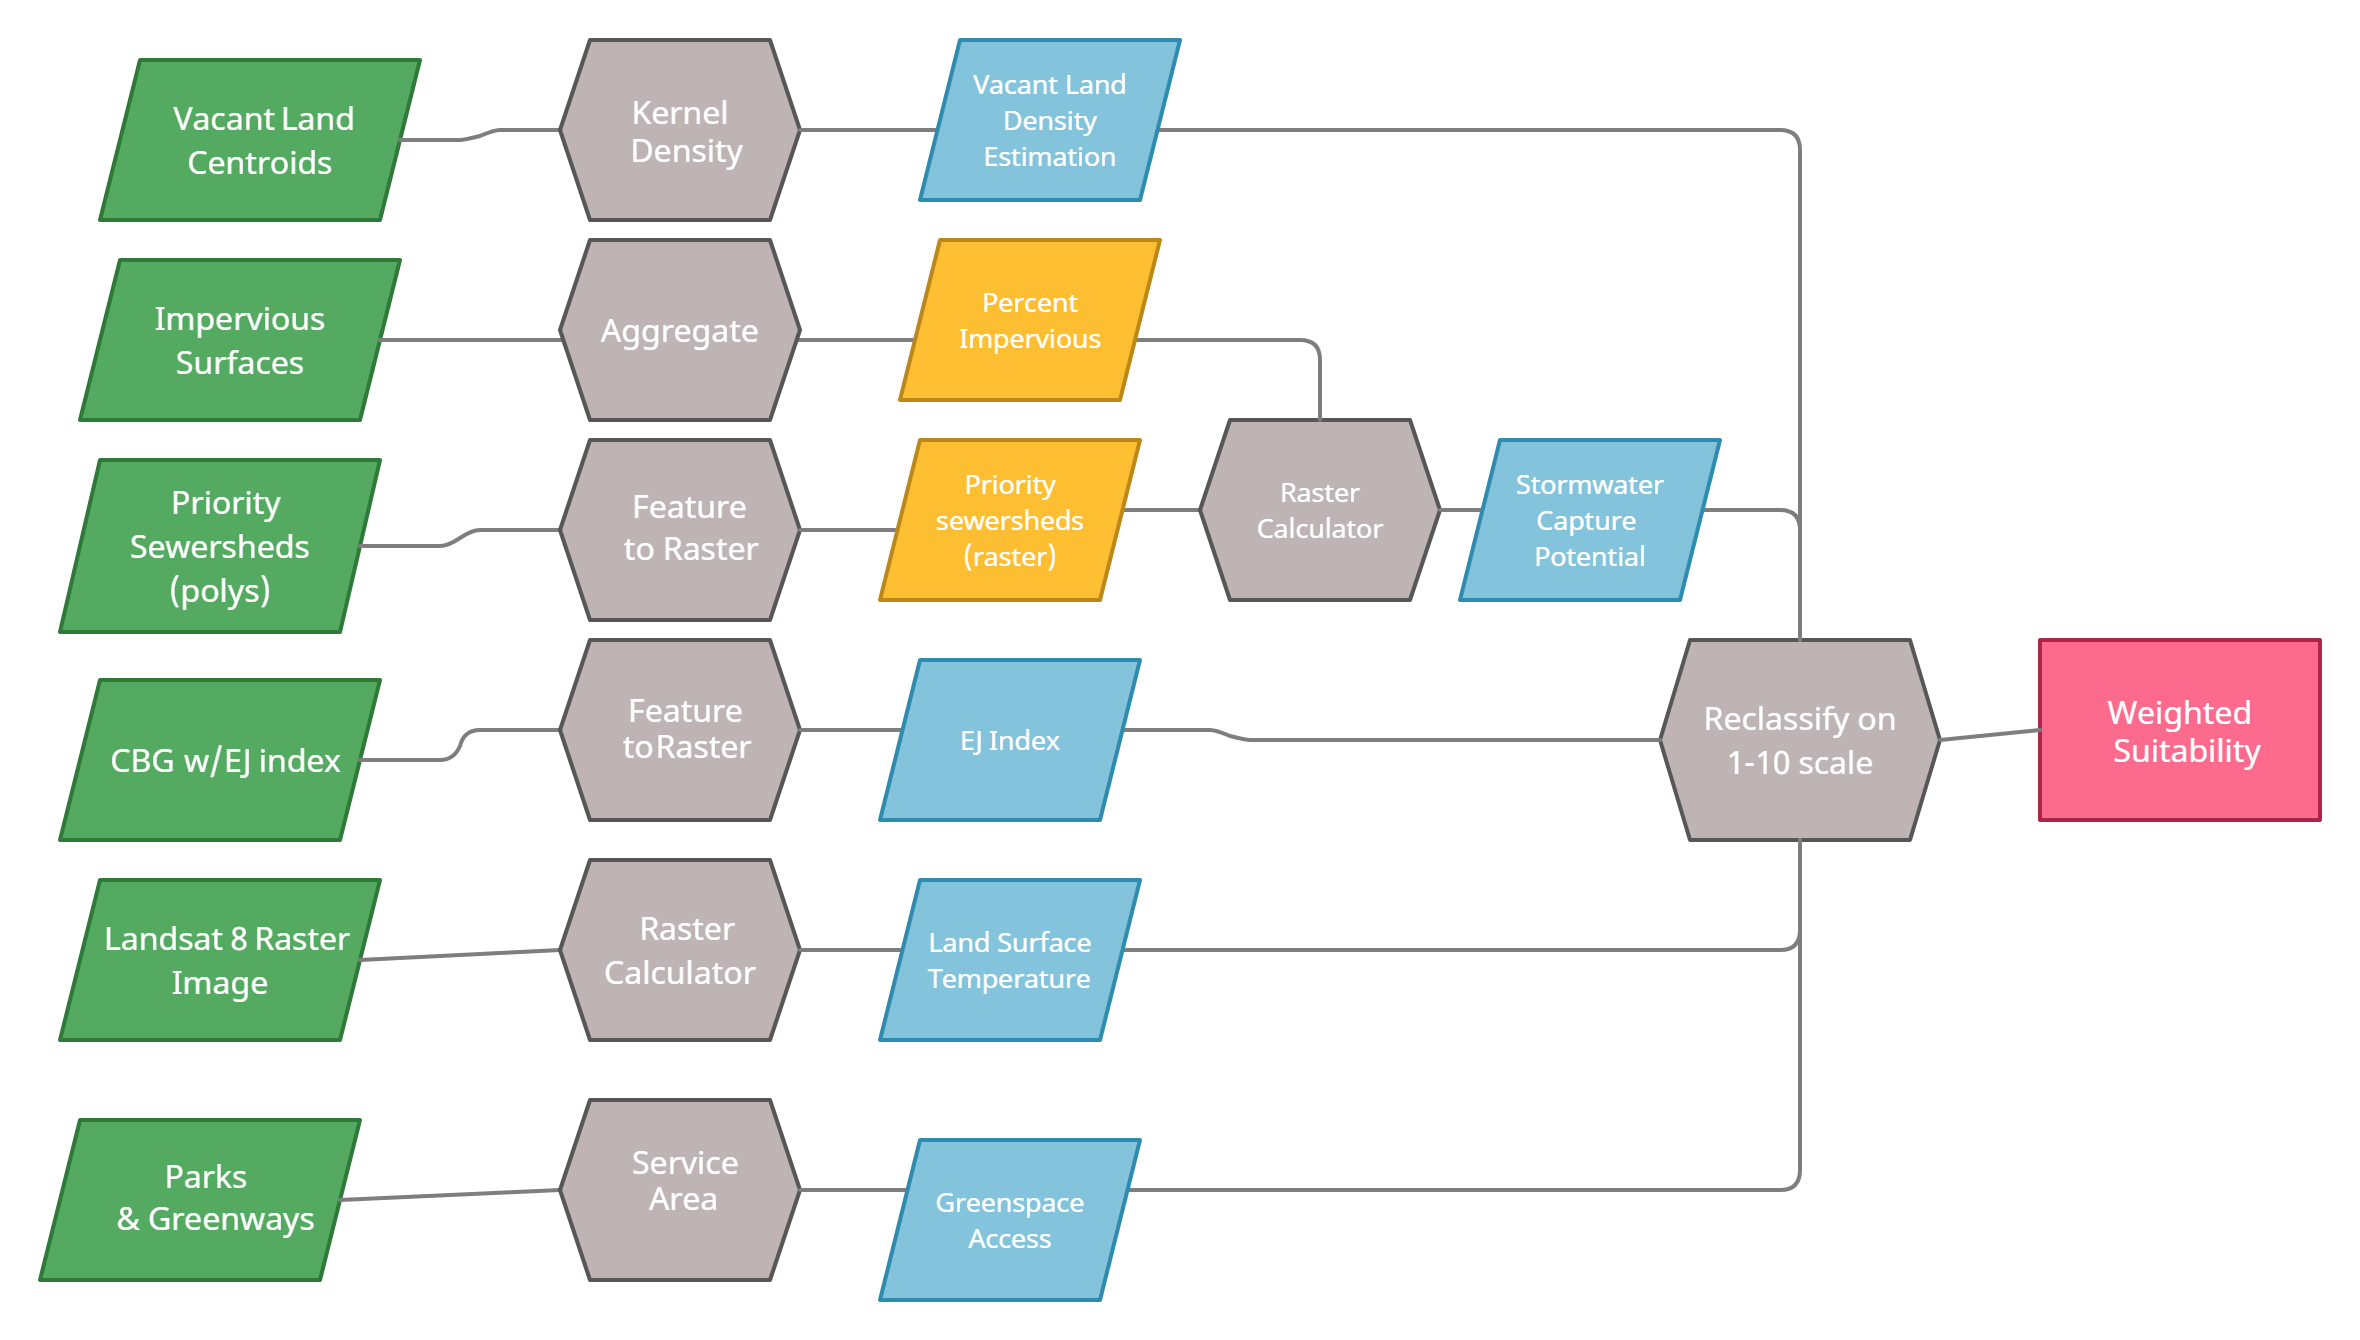 Vacant Land
Centroids
Kernel
Density
Vacant Land
Density
Estimation
Impervious
Surfaces
Aggregate
Percent
Impervious
Priority
Sewersheds
(polys)
Feature
to Raster
Priority
sewersheds
(raster)
Raster
Calculator
Stormwater
Capture
Potential
CBG w/EJ index
Feature
to Raster
EJ Index
Reclassify on
1-10 scale
Weighted
Suitability
Landsat 8 Raster
Image
Raster
Calculator
Land Surface
Temperature
Parks
& Greenways
Service
Area
Greenspace
Access